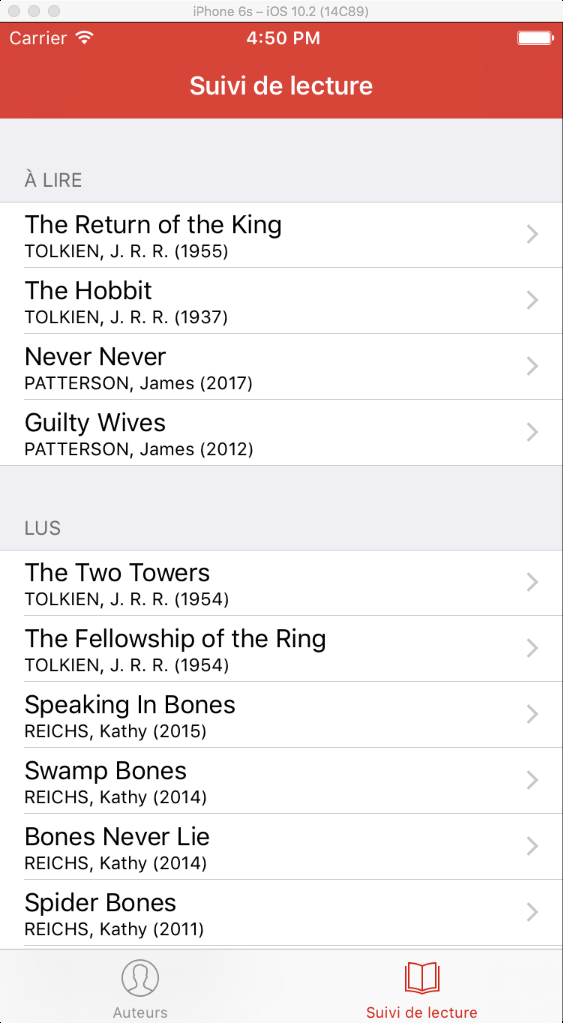 iPhone 6s – iOS 10.2 (14C89)
Carrier 4:50 PM
Suivi de lecture
À LIRE
The Return of the King
TOLKIEN, J. R. R. (1955)
The Hobbit
TOLKIEN, J. R. R. (1937)
Never Never
PATTERSON, James (2017)
Guilty Wives
PATTERSON, James (2012)
LUS
The Two Towers
TOLKIEN, J. R. R. (1954)
The Fellowship of the Ring
TOLKIEN, J. R. R. (1954)
Speaking In Bones
REICHS, Kathy (2015)
Swamp Bones
REICHS, Kathy (2014)
Bones Never Lie
REICHS, Kathy (2014)
Spider Bones
REICHS, Kathy (2011)
Auteurs Suivi de lecture